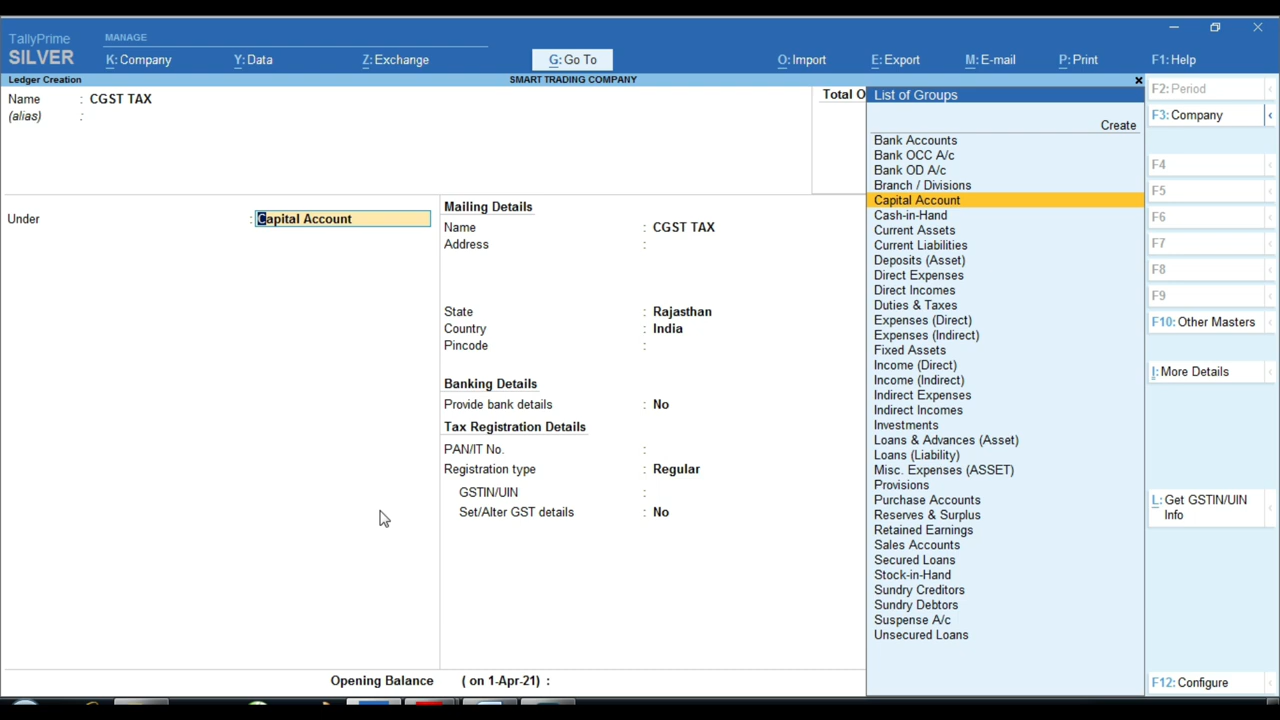 TallyPrime
SILVER
MANAGE
K: Company
Y: Data
Z: Exchange
G: Go To
O: Import
E: Export
M: E-mail
P: Print
F1: Help
Ledger Creation
SMART TRADING COMPANY
Name : CGST TAX
(alias) :
Total O
Under : Capital Account
Mailing Details
Name : CGST TAX
Address :
State : Rajasthan
Country : India
Pincode :
Banking Details
Provide bank details : No
Tax Registration Details
PAN/IT No. :
Registration type : Regular
GSTIN/UIN :
Set/Alter GST details : No
Opening Balance ( on 1-Apr-21) :
List of Groups
Create
Bank Accounts
Bank OCC A/c
Bank OD A/c
Branch / Divisions
Capital Account
Cash-in-Hand
Current Assets
Current Liabilities
Deposits (Asset)
Direct Expenses
Direct Incomes
Duties & Taxes
Expenses (Direct)
Expenses (Indirect)
Fixed Assets
Income (Direct)
Income (Indirect)
Indirect Expenses
Indirect Incomes
Investments
Loans & Advances (Asset)
Loans (Liability)
Misc. Expenses (ASSET)
Provisions
Purchase Accounts
Reserves & Surplus
Retained Earnings
Sales Accounts
Secured Loans
Stock-in-Hand
Sundry Creditors
Sundry Debtors
Suspense A/c
Unsecured Loans
F2: Period
F3: Company
F4
F5
F6
F7
F8
F9
F10: Other Masters
I: More Details
L: Get GSTIN/UIN
Info
F12: Configure